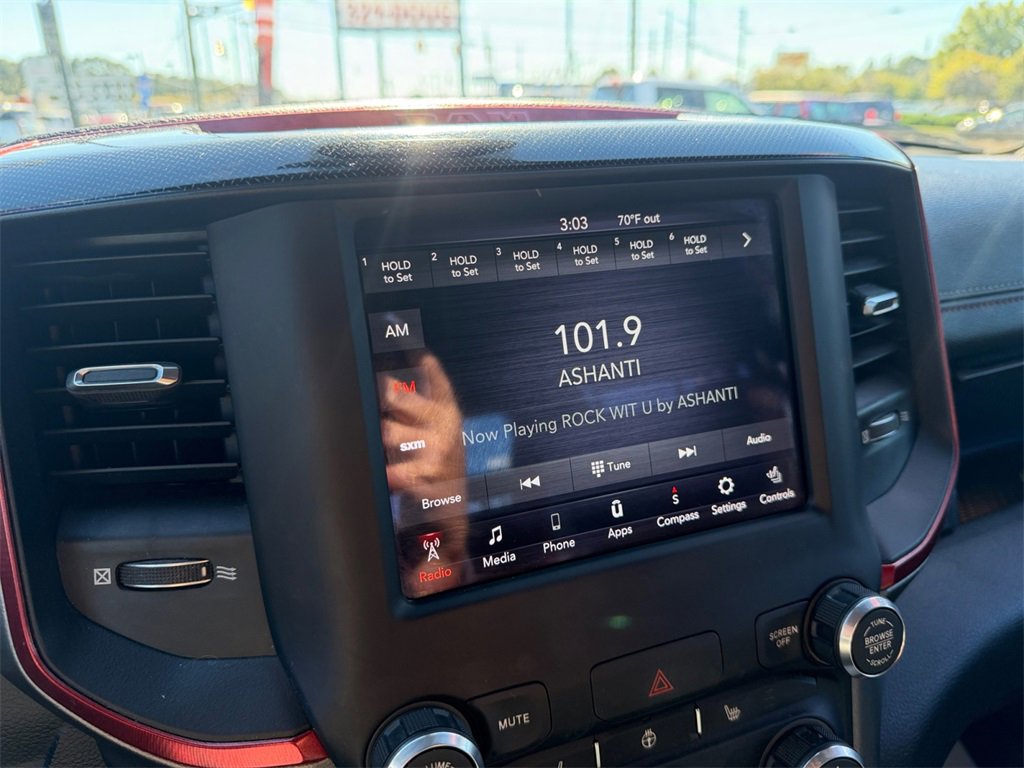 RAM
3:03 70°F out
1 HOLD to Set
2 HOLD to Set
3 HOLD to Set
4 HOLD to Set
5 HOLD to Set
6 HOLD to Set
AM
101.9
ASHANTI
FM
Now Playing ROCK WIT U by ASHANTI
sxm
Browse
Tune
Audio
Radio
Media
Phone
Apps
S
Compass
Settings
Controls
SCREEN
OFF
TUNE
BROWSE
ENTER
SCROLL
MUTE
VOLUME